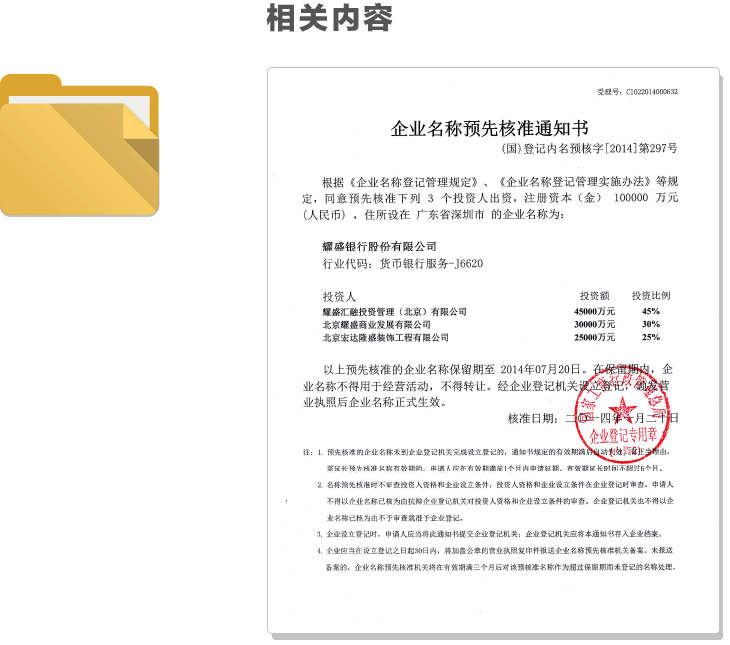 相关内容
受理号：C1022014000632
企业名称预先核准通知书
(国)登记内名预核字[2014]第297号
根据《企业名称登记管理规定》、《企业名称登记管理实施办法》等规
定，同意预先核准下列 3 个投资人出资，注册资本（金） 100000 万元
(人民币) ，住所设在 广东省深圳市 的企业名称为：
耀盛银行股份有限公司
行业代码：货币银行服务-J6620
投资人 投资额 投资比例
耀盛汇融投资管理（北京）有限公司 45000万元 45%
北京耀盛商业发展有限公司 30000万元 30%
北京宏达隆盛装饰工程有限公司 25000万元 25%
以上预先核准的企业名称保留期至 2014年07月20日。在保留期内，企
业名称不得用于经营活动，不得转让。经企业登记机关设立登记，颁发营
业执照后企业名称正式生效。
核准日期：二〇一四年一月二十日
国家工商行政管理总局
企业登记专用章
注：1. 预先核准的企业名称未到企业登记机关完成设立登记的，通知书规定的有效期满后自动失效。有正当理由，
需延长预先核准名称有效期的，申请人应在有效期满前1个月内申请延期。有效期延长时间不超过6个月。
2. 名称预先核准时不审查投资人资格和企业设立条件，投资人资格和企业设立条件在企业登记时审查。申请人
不得以企业名称已核为由抗辩企业登记机关对投资人资格和企业设立条件的审查。企业登记机关也不得以企
业名称已核为由不予审查就准予企业登记。
3. 企业设立登记时，申请人应当将此通知书提交企业登记机关；企业登记机关应将本通知书存入企业档案。
4. 企业应当在设立登记之日起30日内，将加盖公章的营业执照复印件报送企业名称预先核准机关备案。未报送
备案的，企业名称预先核准机关将在有效期满三个月后对该预核准名称作为超过保留期而未登记的名称处理。